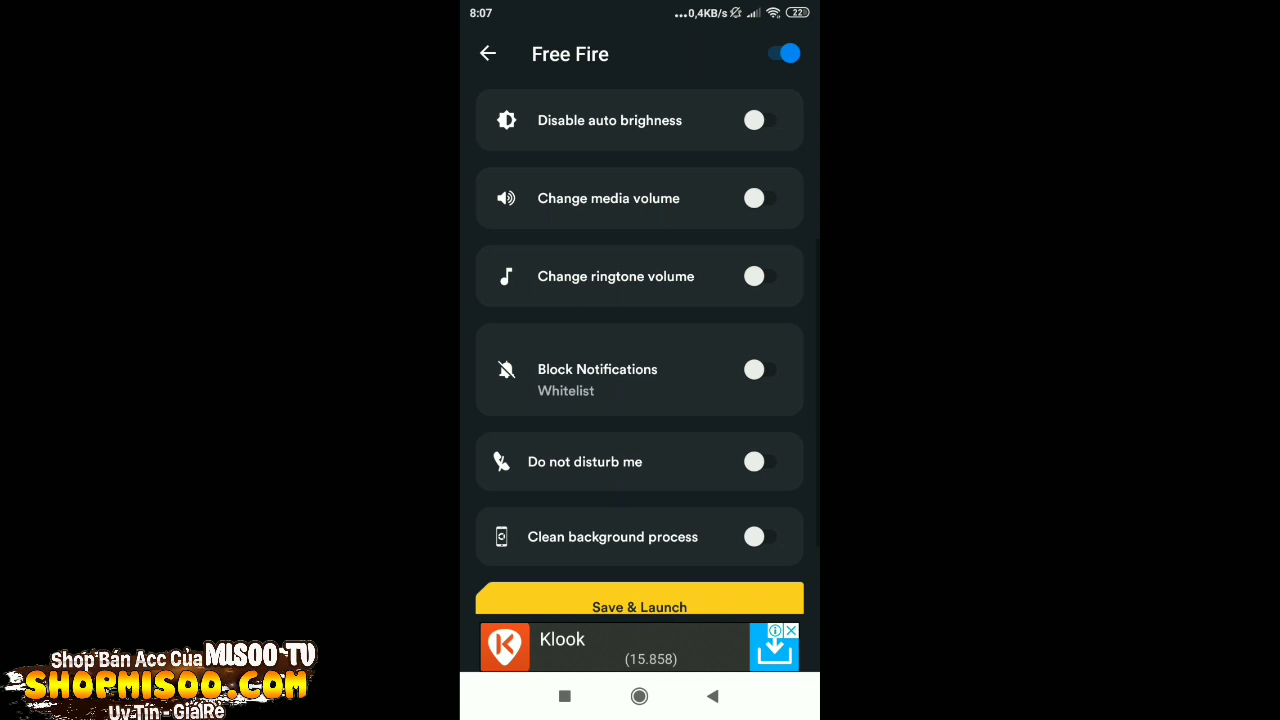 8:07
...0,4KB/s
22
Free Fire
Disable auto brighness
Change media volume
Change ringtone volume
Block Notifications
Whitelist
Do not disturb me
Clean background process
Save & Launch
Klook
(15.858)
Shop Bán Acc Của MISOO TV
SHOPMISOO.COM
Uy Tín - Giá Rẻ